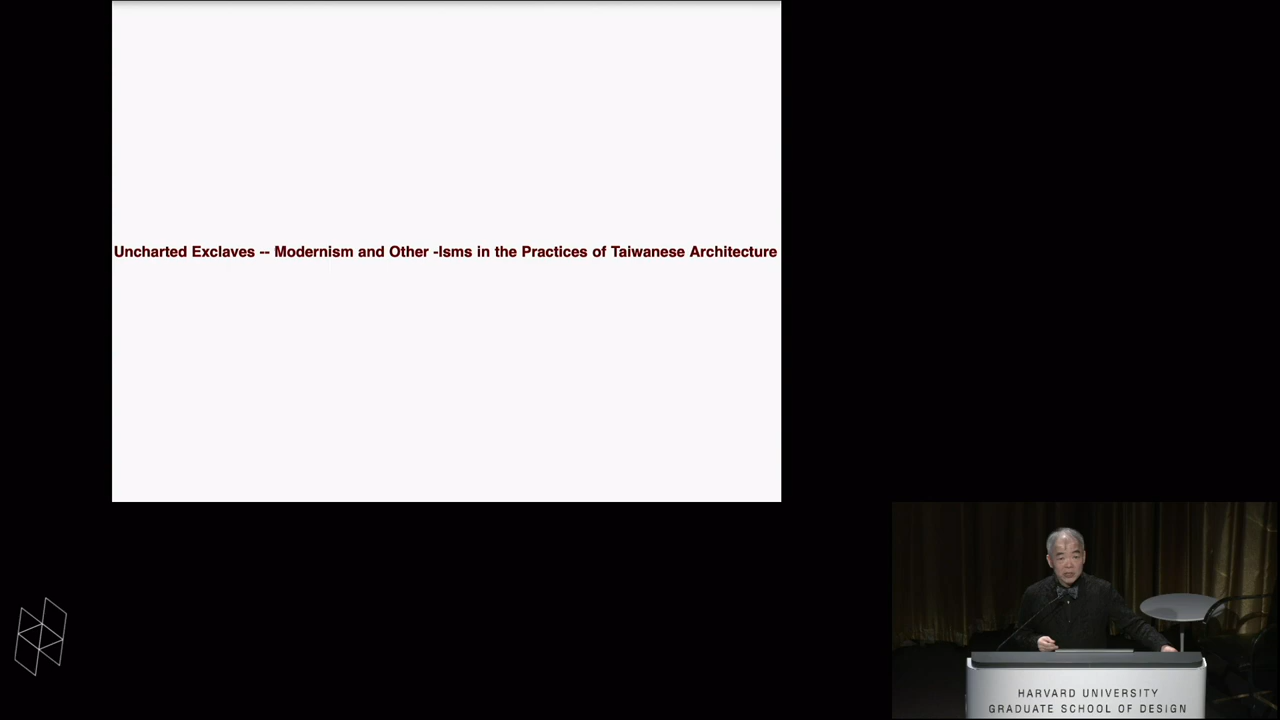 Uncharted Exclaves -- Modernism and Other -Isms in the Practices of Taiwanese Architecture
HARVARD UNIVERSITY
GRADUATE SCHOOL OF DESIGN